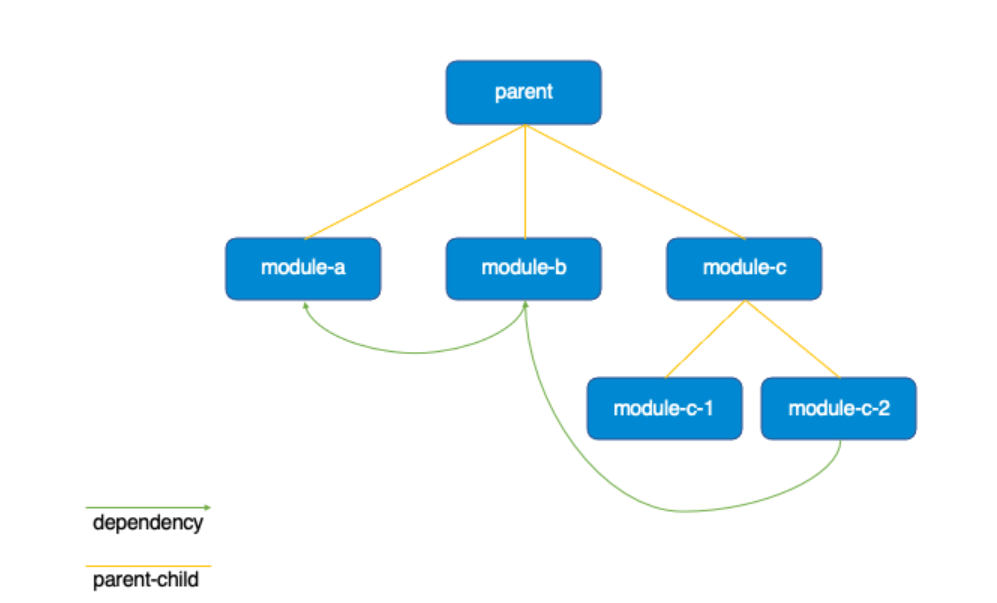 parent
module-a
module-b
module-c
module-c-1
module-c-2
dependency
parent-child